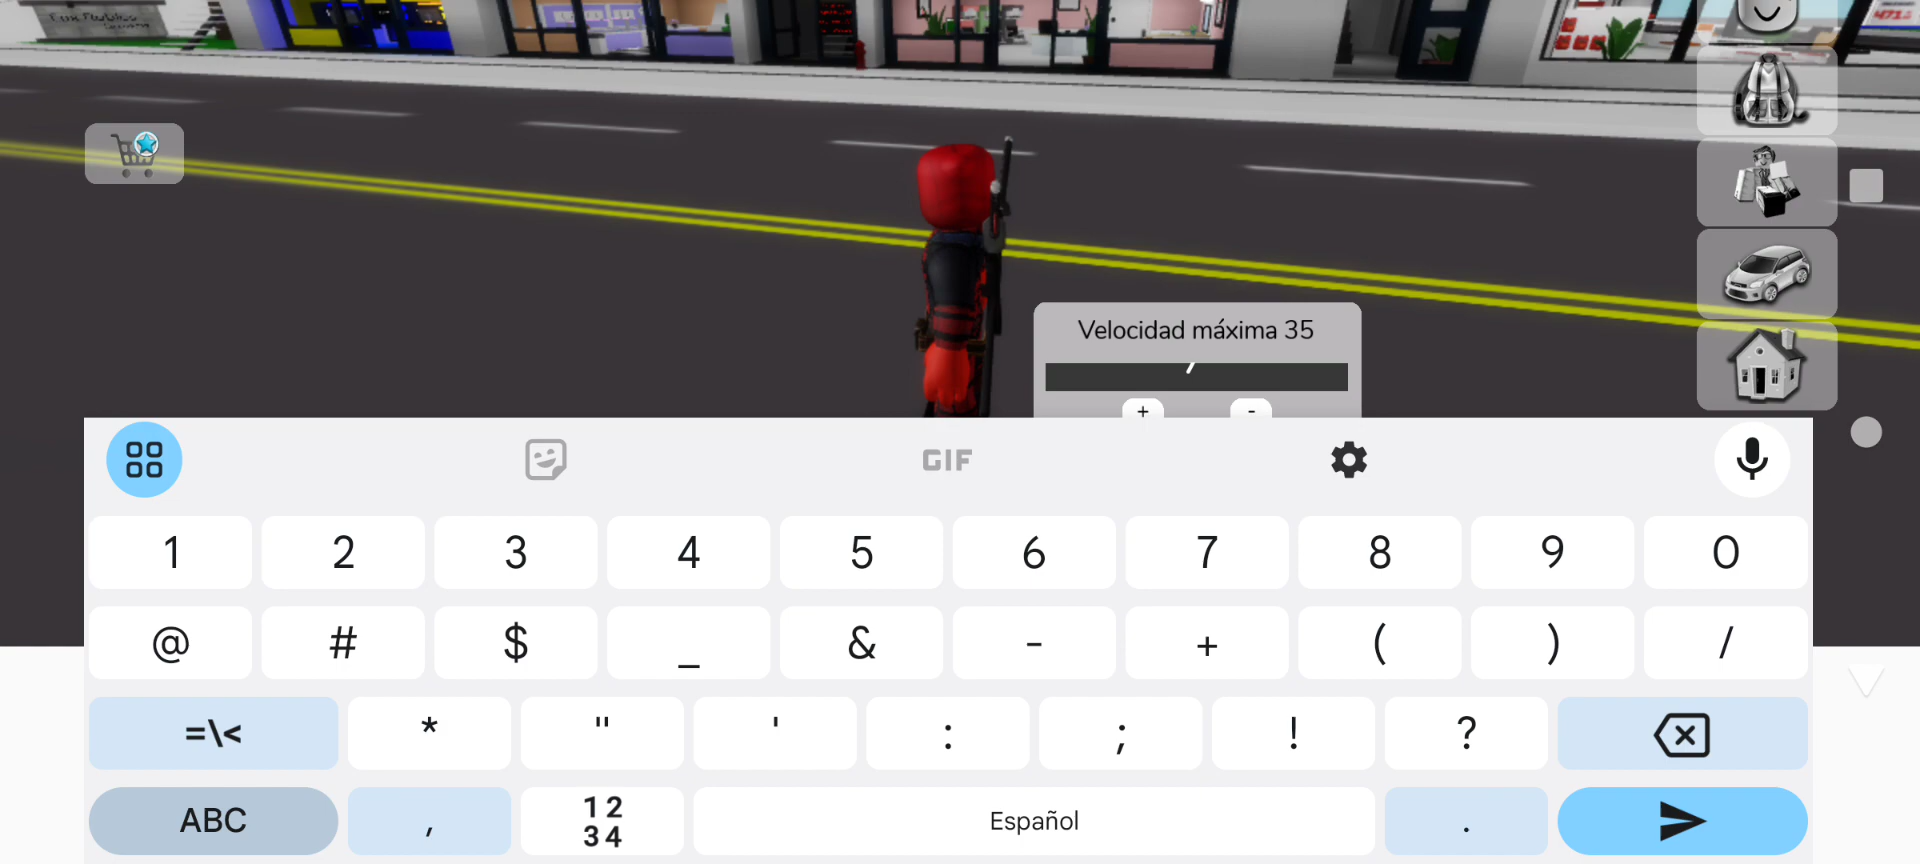 Velocidad máxima 35
+ -
GIF
1 2 3 4 5 6 7 8 9 0
@ # $ _ & - + ( ) /
=\< * " ' : ; ! ?
ABC , 12 Español .
34